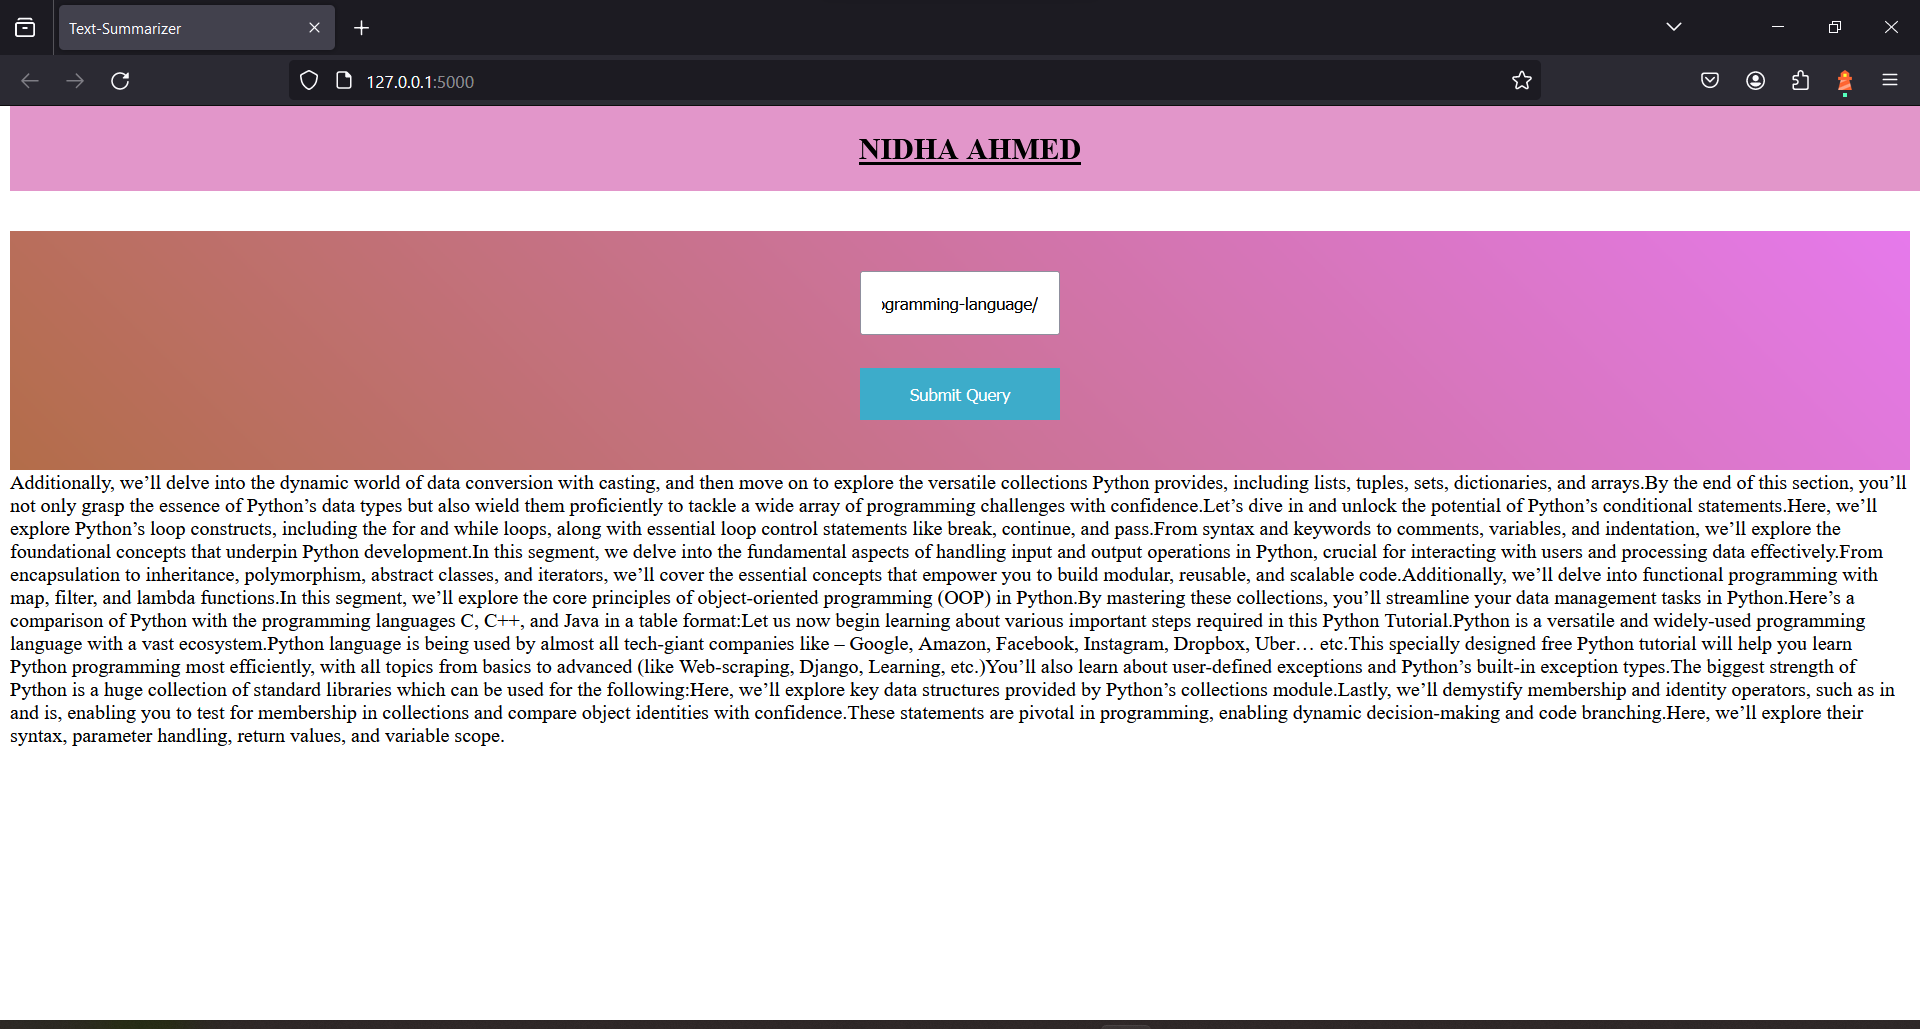 Text-Summarizer
127.0.0.1:5000
NIDHA AHMED
ogramming-language/
Submit Query
Additionally, we’ll delve into the dynamic world of data conversion with casting, and then move on to explore the versatile collections Python provides, including lists, tuples, sets, dictionaries, and arrays.By the end of this section, you’ll
not only grasp the essence of Python’s data types but also wield them proficiently to tackle a wide array of programming challenges with confidence.Let’s dive in and unlock the potential of Python’s conditional statements.Here, we’ll
explore Python’s loop constructs, including the for and while loops, along with essential loop control statements like break, continue, and pass.From syntax and keywords to comments, variables, and indentation, we’ll explore the
foundational concepts that underpin Python development.In this segment, we delve into the fundamental aspects of handling input and output operations in Python, crucial for interacting with users and processing data effectively.From
encapsulation to inheritance, polymorphism, abstract classes, and iterators, we’ll cover the essential concepts that empower you to build modular, reusable, and scalable code.Additionally, we’ll delve into functional programming with
map, filter, and lambda functions.In this segment, we’ll explore the core principles of object-oriented programming (OOP) in Python.By mastering these collections, you’ll streamline your data management tasks in Python.Here’s a
comparison of Python with the programming languages C, C++, and Java in a table format:Let us now begin learning about various important steps required in this Python Tutorial.Python is a versatile and widely-used programming
language with a vast ecosystem.Python language is being used by almost all tech-giant companies like – Google, Amazon, Facebook, Instagram, Dropbox, Uber… etc.This specially designed free Python tutorial will help you learn
Python programming most efficiently, with all topics from basics to advanced (like Web-scraping, Django, Learning, etc.)You’ll also learn about user-defined exceptions and Python’s built-in exception types.The biggest strength of
Python is a huge collection of standard libraries which can be used for the following:Here, we’ll explore key data structures provided by Python’s collections module.Lastly, we’ll demystify membership and identity operators, such as in
and is, enabling you to test for membership in collections and compare object identities with confidence.These statements are pivotal in programming, enabling dynamic decision-making and code branching.Here, we’ll explore their
syntax, parameter handling, return values, and variable scope.